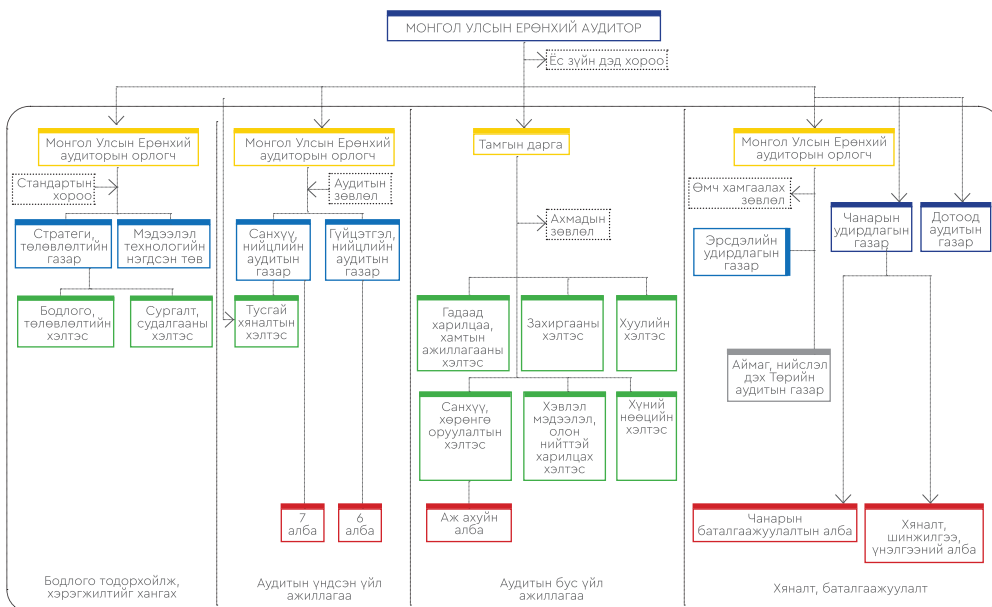 МОНГОЛ УЛСЫН ЕРӨНХИЙ АУДИТОР
Ёс зүйн дэд хороо
Монгол Улсын Ерөнхий
аудиторын орлогч
Стандартын
хороо
Стратеги,
төлөвлөлтийн
газар
Мэдээлэл
технологийн
нэгдсэн төв
Бодлого,
төлөвлөлтийн
хэлтэс
Сургалт,
судалгааны
хэлтэс
Бодлого тодорхойлж,
хэрэгжилтийг хангах
Монгол Улсын Ерөнхий
аудиторын орлогч
Аудитын
зөвлөл
Санхүү,
нийцлийн
аудитын
газар
Гүйцэтгэл,
нийцлийн
аудитын
газар
Тусгай
хяналтын
хэлтэс
7
алба
6
алба
Аудитын үндсэн үйл
ажиллагаа
Тамгын дарга
Ахмадын
зөвлөл
Гадаад
харилцаа,
хамтын
ажиллагааны
хэлтэс
Захиргааны
хэлтэс
Хуулийн
хэлтэс
Санхүү,
хөрөнгө
оруулалтын
хэлтэс
Хэвлэл
мэдээлэл,
олон
нийттэй
харилцах
хэлтэс
Хүний
нөөцийн
хэлтэс
Аж ахуйн
алба
Аудитын бус үйл
ажиллагаа
Монгол Улсын Ерөнхий
аудиторын орлогч
Өмч хамгаалах
зөвлөл
Эрсдэлийн
удирдлагын
газар
Чанарын
удирдлагын
газар
Дотоод
аудитын
газар
Аймаг, нийслэл
дэх Төрийн
аудитын газар
Чанарын
баталгаажуулалтын алба
Хяналт,
шинжилгээ,
үнэлгээний алба
Хяналт, баталгаажуулалт